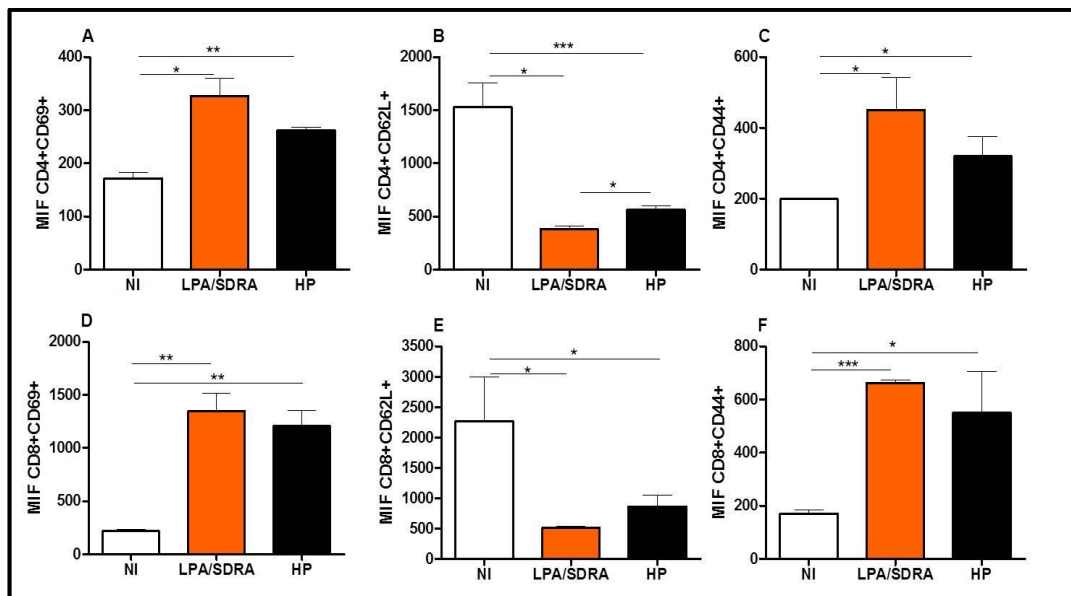 A
MIF CD4+CD69+
400
300
200
100
0
**
*
NI LPA/SDRA HP
B
MIF CD4+CD62L+
2000
1500
1000
500
0
***
*
*
NI LPA/SDRA HP
C
MIF CD4+CD44+
600
400
200
0
*
*
NI LPA/SDRA HP
D
MIF CD8+CD69+
2000
1500
1000
500
0
**
**
NI LPA/SDRA HP
E
MIF CD8+CD62L+
3500
3000
2500
2000
1500
1000
500
0
*
*
NI LPA/SDRA HP
F
MIF CD8+CD44+
800
600
400
200
0
*
***
NI LPA/SDRA HP